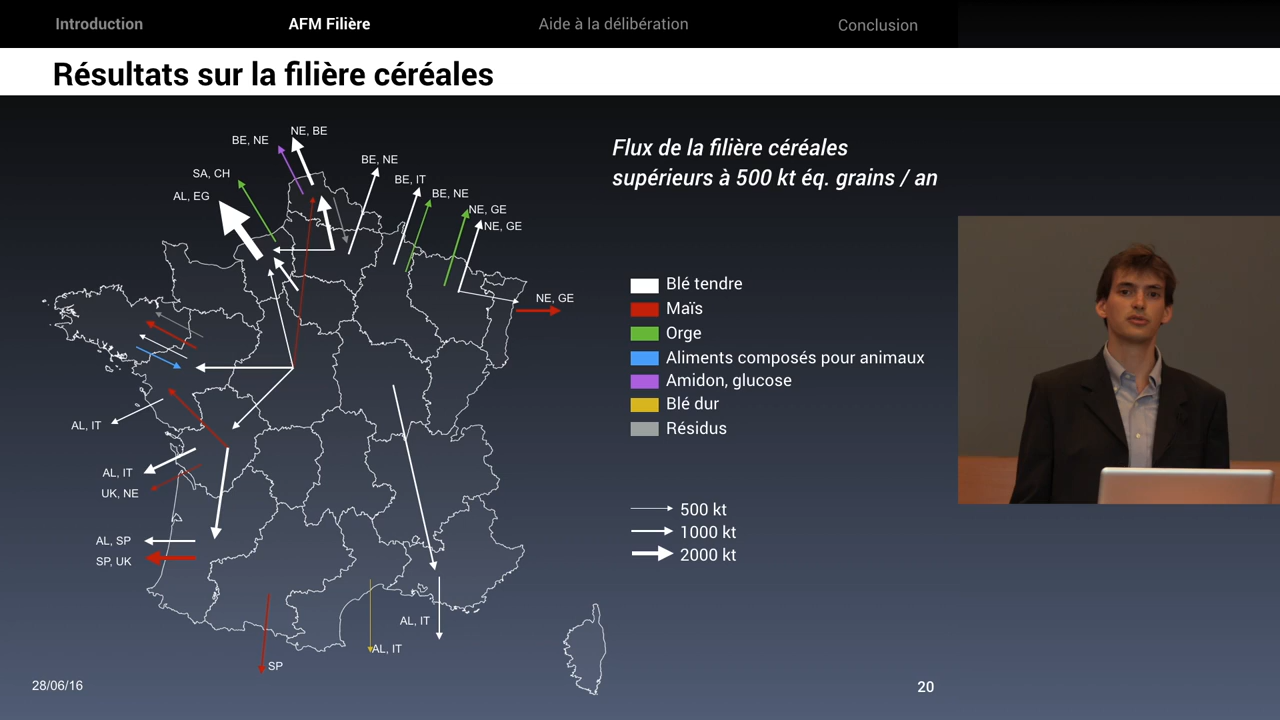 Introduction
AFM Filière
Aide à la délibération
Conclusion
Résultats sur la filière céréales
Flux de la filière céréales
supérieurs à 500 kt éq. grains / an
NE, BE
BE, NE
BE, NE
SA, CH
BE, IT
AL, EG
BE, NE
NE, GE
NE, GE
NE, GE
AL, IT
AL, IT
UK, NE
AL, SP
SP, UK
AL, IT
AL, IT
SP
Blé tendre
Maïs
Orge
Aliments composés pour animaux
Amidon, glucose
Blé dur
Résidus
500 kt
1000 kt
2000 kt
28/06/16
20